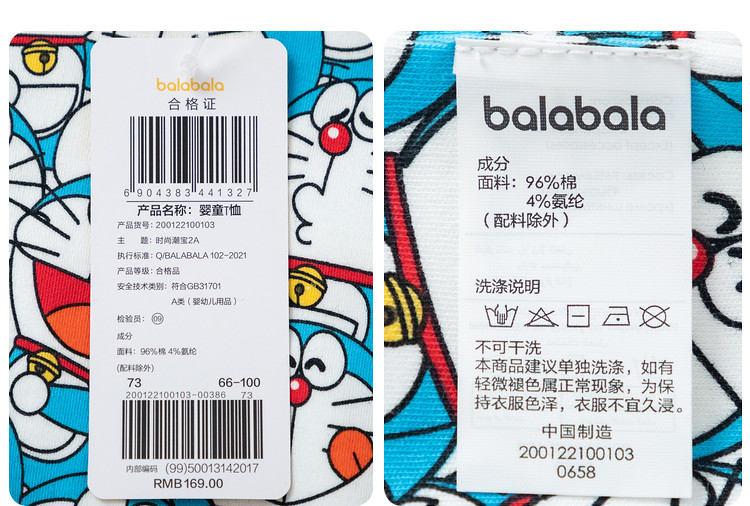 balabala
合格证
6 904383 441327
产品名称：婴童T恤
产品货号：200122100103
主 题：时尚潮宝2A
执行标准：Q/BALABALA 102-2021
产品等级：合格品
安全技术类别：符合GB31701
A类（婴幼儿用品）
检验员：09
成分
面料：96%棉 4%氨纶
(配料除外)
73 66-100
200122100103-00386 73
内部编码 (99)50013142017
RMB169.00
balabala
成分
面料：96%棉
4%氨纶
（配料除外）
洗涤说明
不可干洗
本商品建议单独洗涤，如有
轻微褪色属正常现象，为保
持衣服色泽，衣服不宜久浸。
中国制造
200122100103
0658